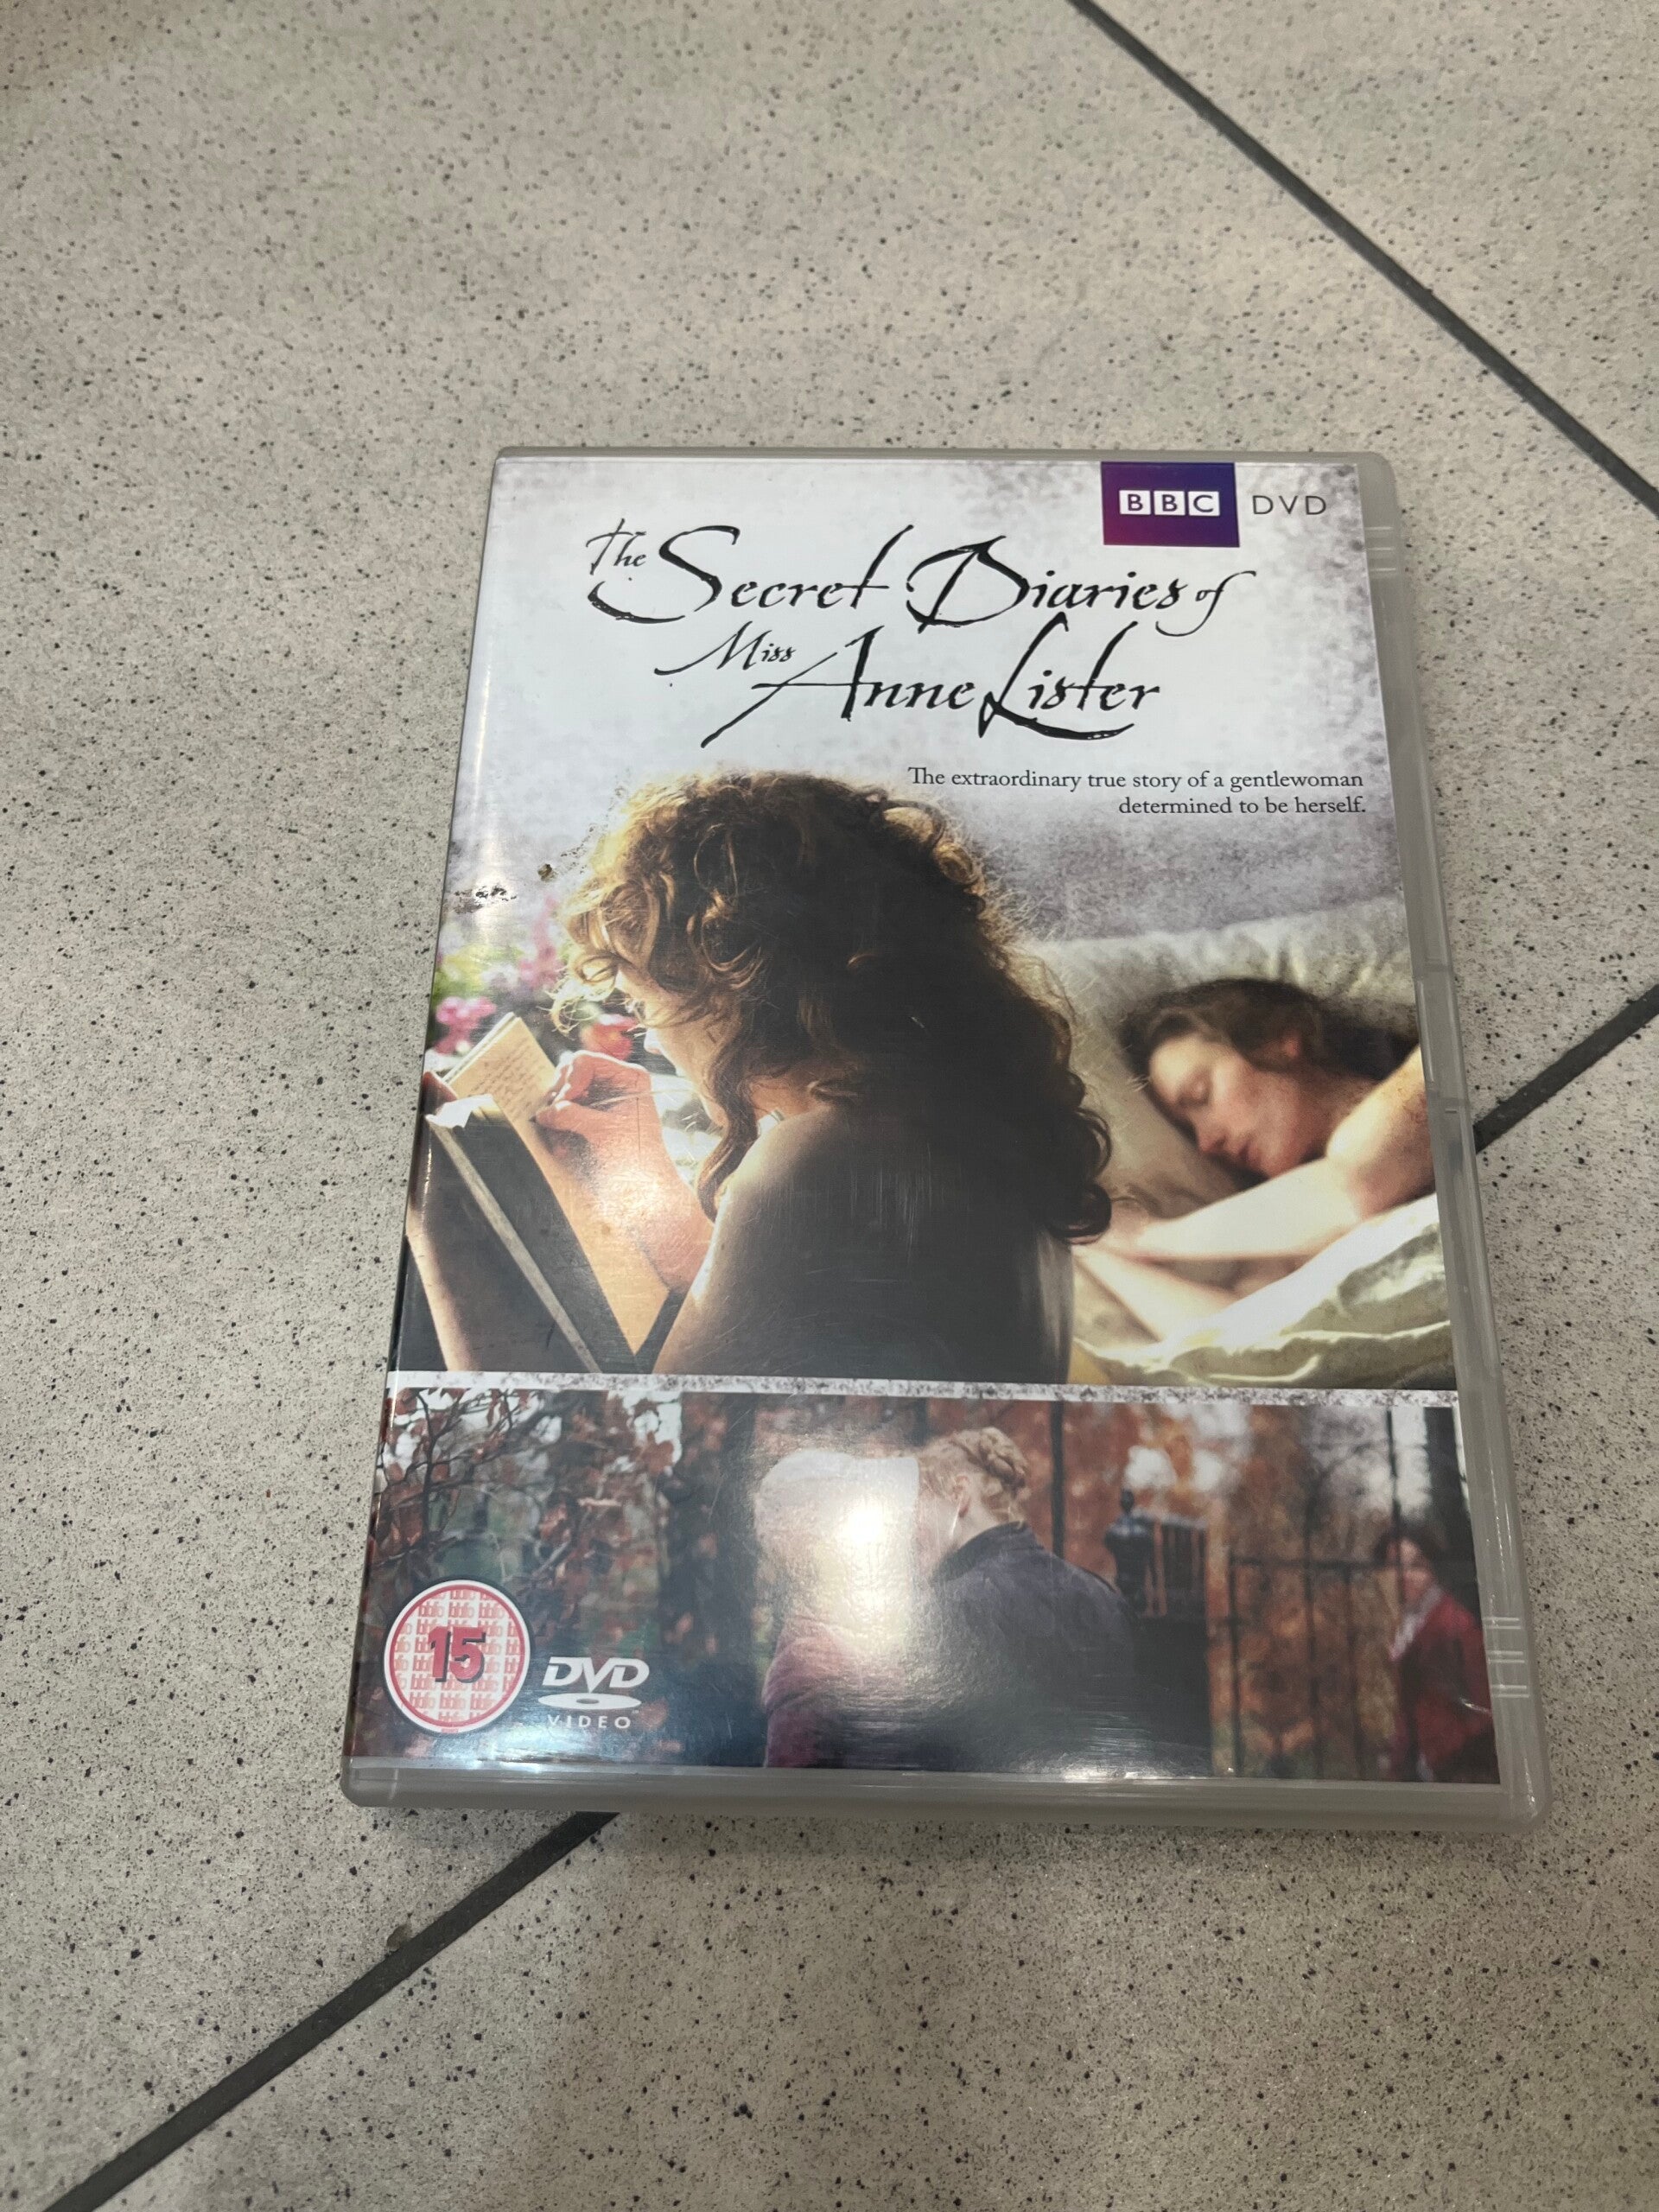 BBC DVD
The Secret Diaries of
Miss Anne Lister
The extraordinary true story of a gentlewoman
determined to be herself.
15
DVD
VIDEO